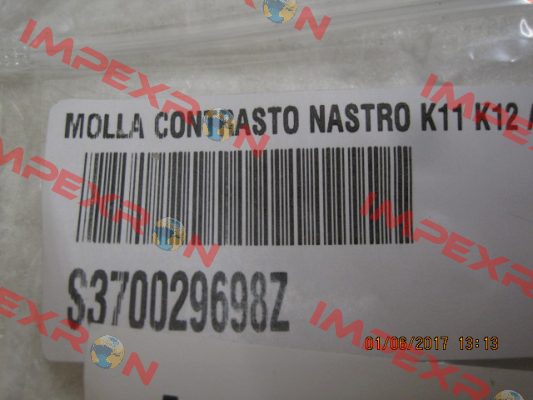 IMPEXRON
IMPEXRON
MOLLA CONTRASTO NASTRO K11 K12
IMPEXRON
IMPEXRON
S370029698Z
IMPEXRON
01/06/2017 13:13